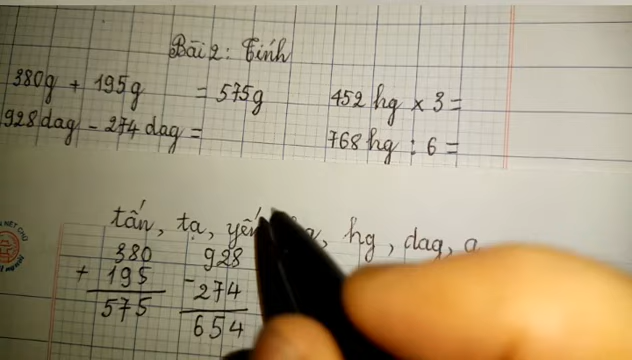 Bài 2: Tính
380g + 195g = 575g
452 hg × 3 =
928 dag - 274 dag =
768 hg : 6 =
tấn, tạ, yến, hg, dag, g
380
+ 195
575
928
- 274
654